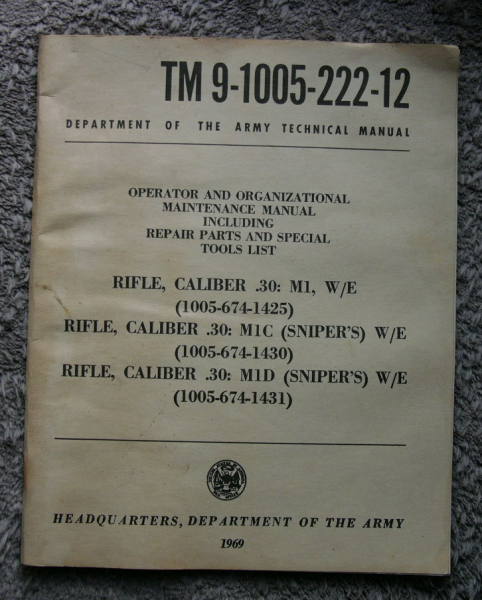 TM 9-1005-222-12
DEPARTMENT OF THE ARMY TECHNICAL MANUAL
OPERATOR AND ORGANIZATIONAL
MAINTENANCE MANUAL
INCLUDING
REPAIR PARTS AND SPECIAL
TOOLS LIST
RIFLE, CALIBER .30: M1, W/E
(1005-674-1425)
RIFLE, CALIBER .30: M1C (SNIPER'S) W/E
(1005-674-1430)
RIFLE, CALIBER .30: M1D (SNIPER'S) W/E
(1005-674-1431)
HEADQUARTERS, DEPARTMENT OF THE ARMY
1969